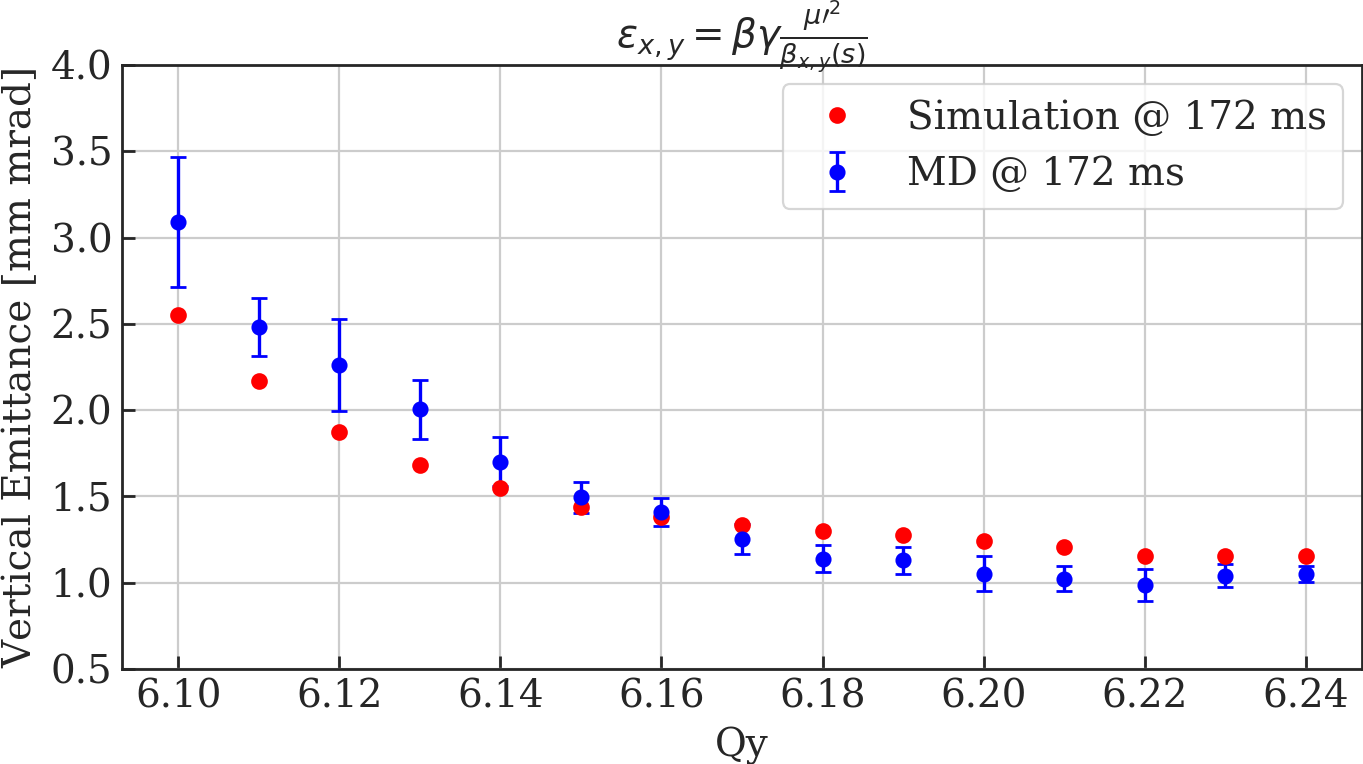 εx, y = βγ μ′² / βx, y(s)
Vertical Emittance [mm mrad]
4.0
3.5
3.0
2.5
2.0
1.5
1.0
0.5
Simulation @ 172 ms
MD @ 172 ms
6.10 6.12 6.14 6.16 6.18 6.20 6.22 6.24
Qy